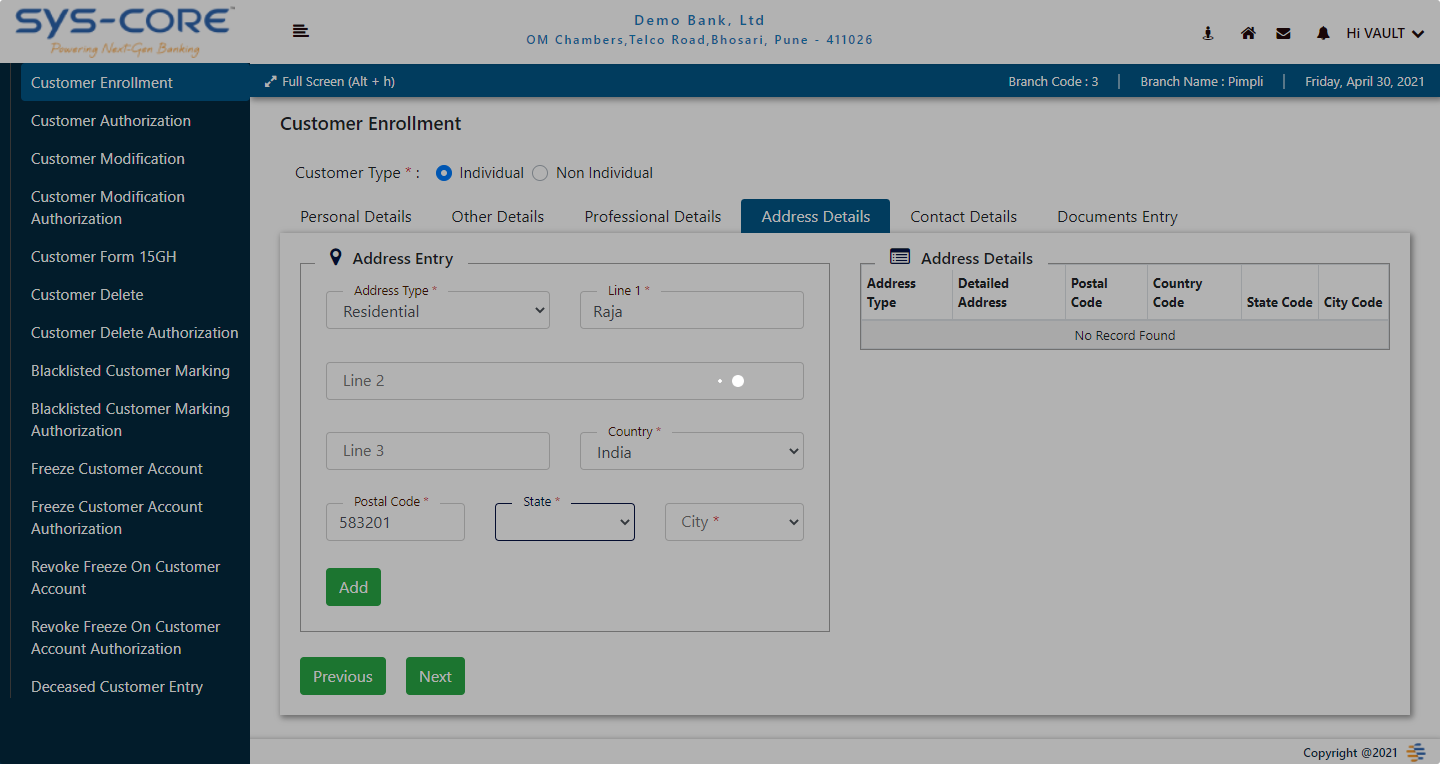 SYS-CORE™
Powering Next-Gen Banking
Demo Bank, Ltd
OM Chambers,Telco Road,Bhosari, Pune - 411026
Hi VAULT
Full Screen (Alt + h)
Branch Code : 3 | Branch Name : Pimpli | Friday, April 30, 2021
Customer Enrollment
Customer Authorization
Customer Modification
Customer Modification
Authorization
Customer Form 15GH
Customer Delete
Customer Delete Authorization
Blacklisted Customer Marking
Blacklisted Customer Marking
Authorization
Freeze Customer Account
Freeze Customer Account
Authorization
Revoke Freeze On Customer
Account
Revoke Freeze On Customer
Account Authorization
Deceased Customer Entry
Customer Enrollment
Customer Type * : Individual Non Individual
Personal Details Other Details Professional Details Address Details Contact Details Documents Entry
Address Entry
Address Type * Line 1 *
Residential Raja
Line 2
Line 3
Country *
India
Postal Code * State *
583201 City *
Add
Previous Next
Address Details
Address Type Detailed Address Postal Code Country Code State Code City Code
No Record Found
Copyright @2021